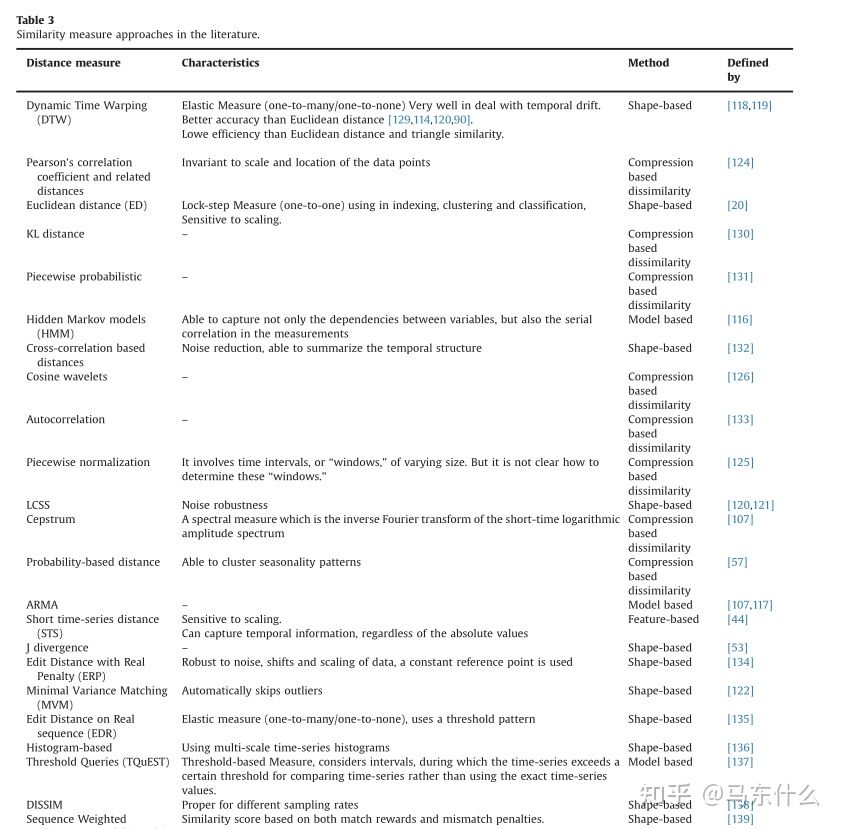 Table 3
Similarity measure approaches in the literature.
Distance measure Characteristics Method Defined
by
Dynamic Time Warping Elastic Measure (one-to-many/one-to-none) Very well in deal with temporal drift. Shape-based [118,119]
(DTW) Better accuracy than Euclidean distance [129,114,120,90].
Lowe efficiency than Euclidean distance and triangle similarity.
Pearson's correlation Invariant to scale and location of the data points Compression [124]
coefficient and related based
distances dissimilarity
Euclidean distance (ED) Lock-step Measure (one-to-one) using in indexing, clustering and classification, Shape-based [20]
Sensitive to scaling.
KL distance – Compression [130]
based
dissimilarity
Piecewise probabilistic – Compression [131]
based
dissimilarity
Hidden Markov models Able to capture not only the dependencies between variables, but also the serial Model based [116]
(HMM) correlation in the measurements
Cross-correlation based Noise reduction, able to summarize the temporal structure Shape-based [132]
distances
Cosine wavelets – Compression [126]
based
dissimilarity
Autocorrelation – Compression [133]
based
dissimilarity
Piecewise normalization It involves time intervals, or “windows,” of varying size. But it is not clear how to Compression [125]
determine these “windows.” based
dissimilarity
LCSS Noise robustness Shape-based [120,121]
Cepstrum A spectral measure which is the inverse Fourier transform of the short-time logarithmic Compression [107]
amplitude spectrum based
dissimilarity
Probability-based distance Able to cluster seasonality patterns Compression [57]
based
dissimilarity
ARMA – Model based [107,117]
Short time-series distance Sensitive to scaling. Feature-based [44]
(STS) Can capture temporal information, regardless of the absolute values
J divergence – Shape-based [53]
Edit Distance with Real Robust to noise, shifts and scaling of data, a constant reference point is used Shape-based [134]
Penalty (ERP)
Minimal Variance Matching Automatically skips outliers Shape-based [122]
(MVM)
Edit Distance on Real Elastic measure (one-to-many/one-to-none), uses a threshold pattern Shape-based [135]
sequence (EDR)
Histogram-based Using multi-scale time-series histograms Shape-based [136]
Threshold Queries (TQuEST) Threshold-based Measure, considers intervals, during which the time-series exceeds a Model based [137]
certain threshold for comparing time-series rather than using the exact time-series
values.
DISSIM Proper for different sampling rates Shape-based [138]
Sequence Weighted Similarity score based on both match rewards and mismatch penalties. Shape-based [139]
知乎 @马东什么